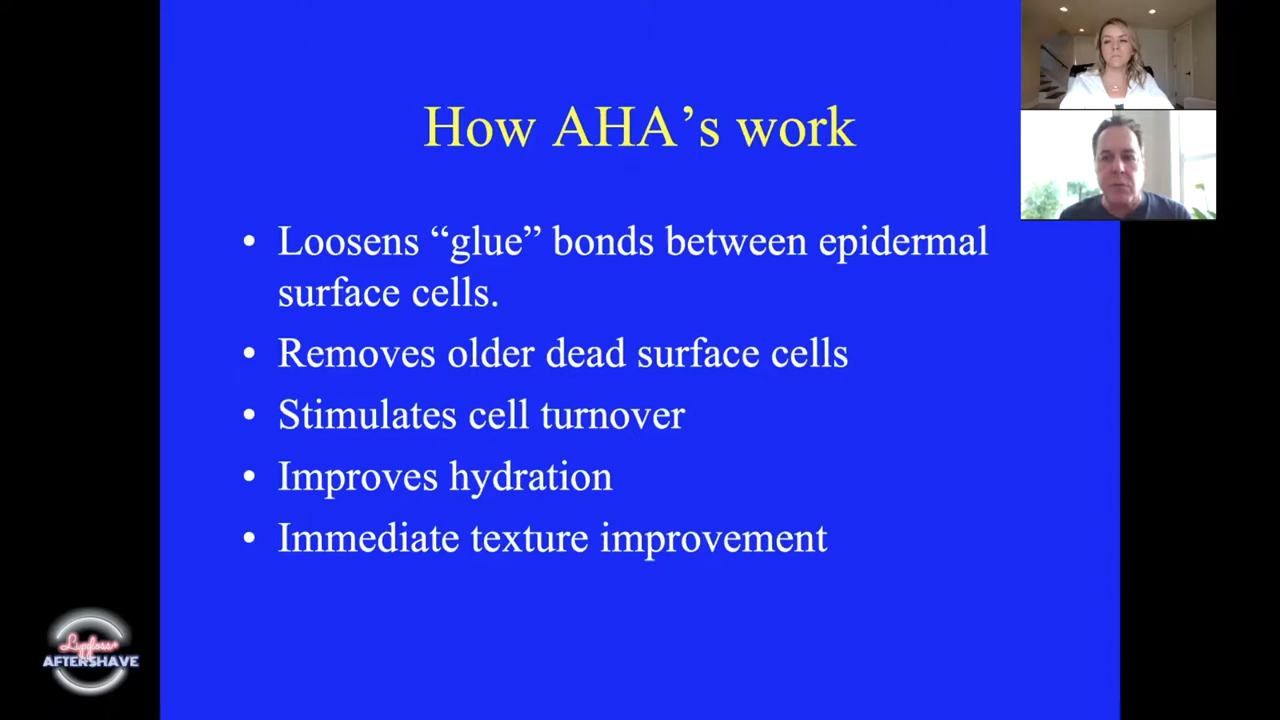 How AHA's work
• Loosens “glue” bonds between epidermal
surface cells.
• Removes older dead surface cells
• Stimulates cell turnover
• Improves hydration
• Immediate texture improvement
Lipgloss+
AFTERSHAVE